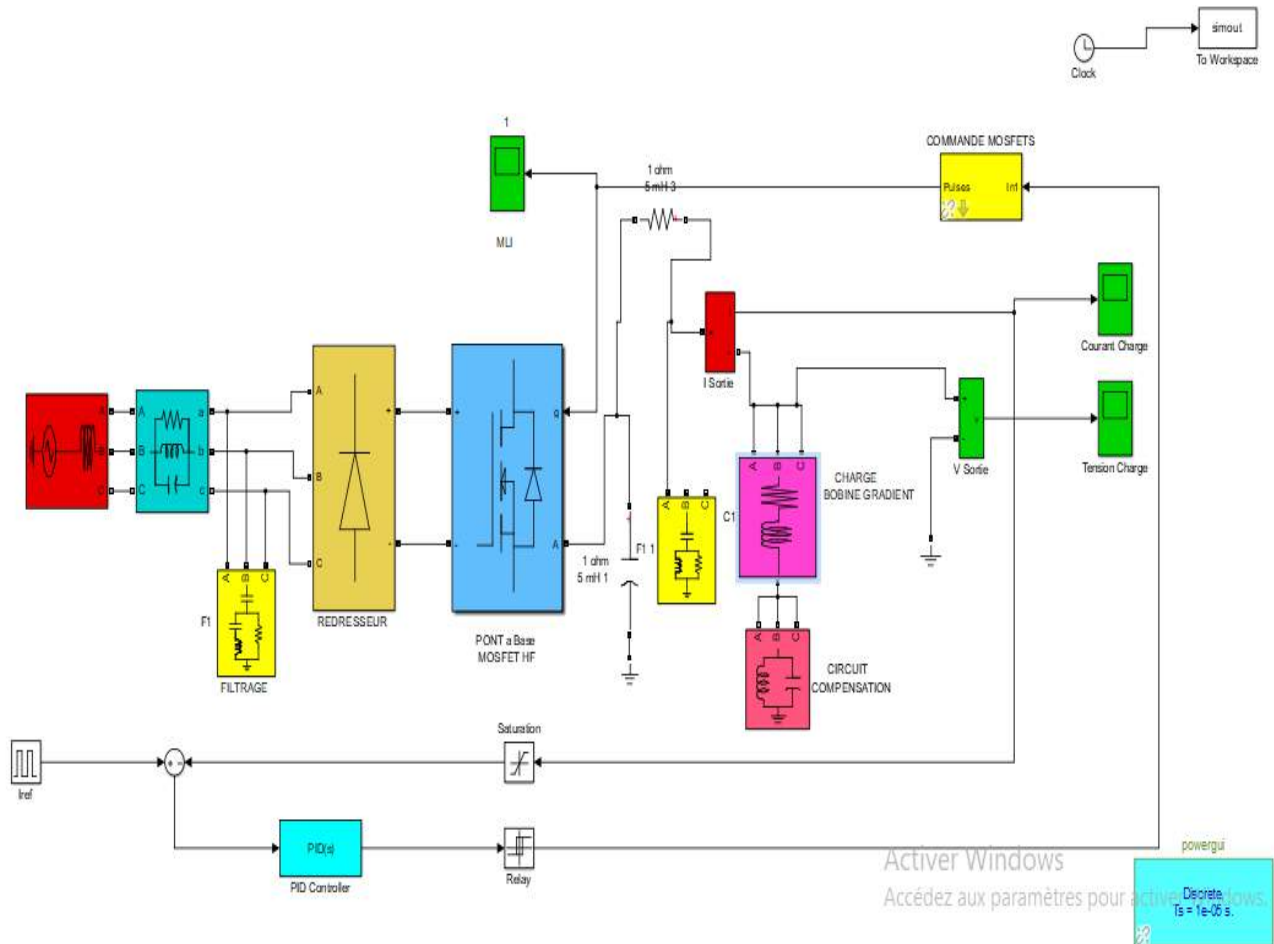 simout
To Workspace
Clock
1
MLI
1 ohm
5 mH 3
COMMANDE MOSFETS
Pulses
In1
Courant Charge
I Sortie
V Sortie
Tension Charge
A
B
C
A
B
C
a
b
c
A
B
C
+
-
REDRESSEUR
+
-
g
A
PONT a Base
MOSFET HF
A
B
C
F1
FILTRAGE
1 ohm
5 mH 1
A
B
C
F1 1
A
B
C
C1
CHARGE
BOBINE GRADIENT
A
B
C
CIRCUIT
COMPENSATION
+
-
v
Saturation
Iref
+
-
PID(s)
PID Controller
Relay
Activer Windows
Accédez aux paramètres pour activer Windows.
powergui
Discrete,